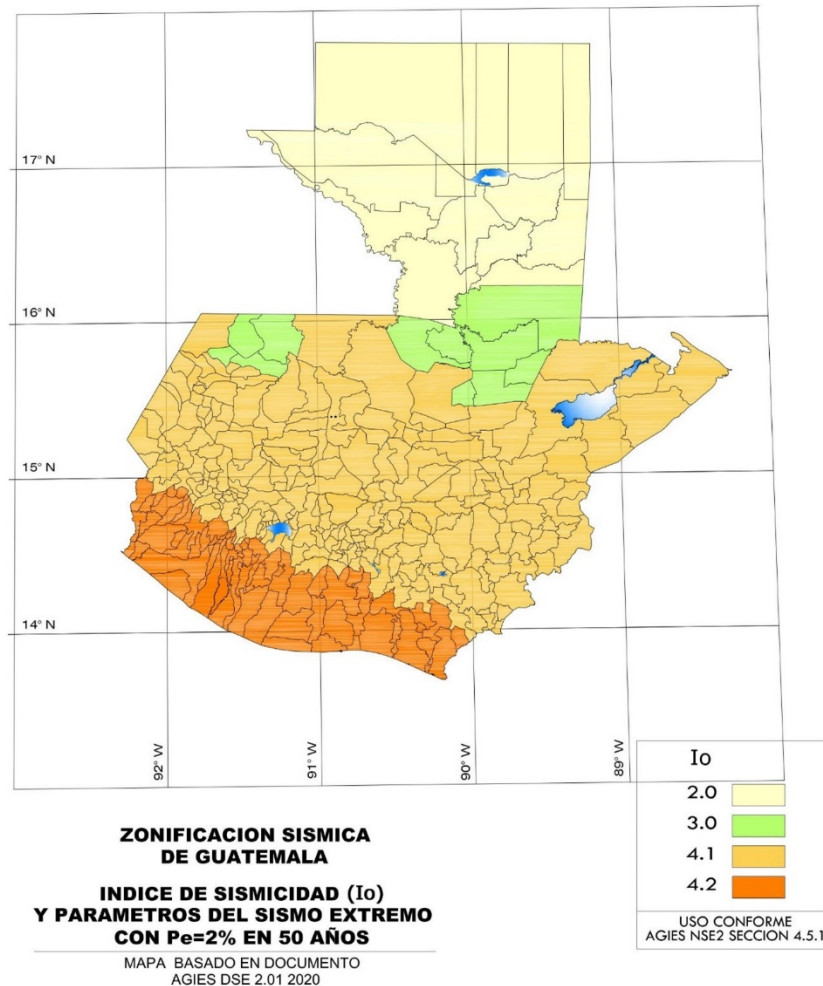 17° N
16° N
15° N
14° N
92° W
91° W
90° W
89° W
Io
2.0
3.0
4.1
4.2
USO CONFORME
AGIES NSE2 SECCION 4.5.1
ZONIFICACION SISMICA
DE GUATEMALA
INDICE DE SISMICIDAD (Io)
Y PARAMETROS DEL SISMO EXTREMO
CON Pe=2% EN 50 AÑOS
MAPA BASADO EN DOCUMENTO
AGIES DSE 2.01 2020